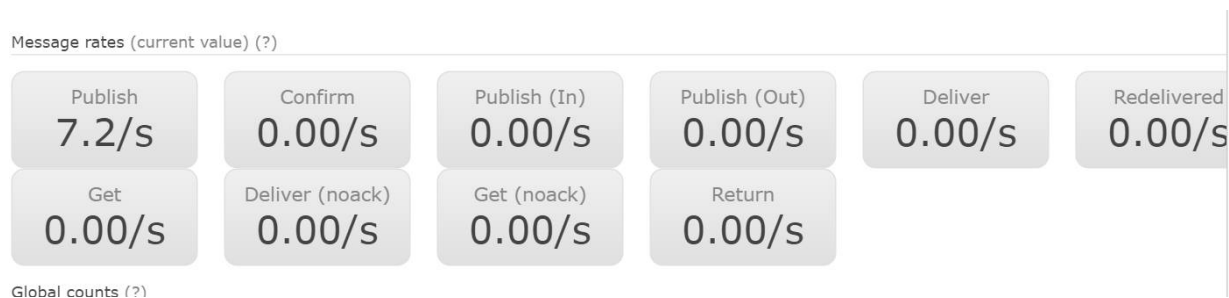 Message rates (current value) (?)
Publish Confirm Publish (In) Publish (Out) Deliver Redelivered
7.2/s 0.00/s 0.00/s 0.00/s 0.00/s 0.00/s
Get Deliver (noack) Get (noack) Return
0.00/s 0.00/s 0.00/s 0.00/s
Global counts (?)